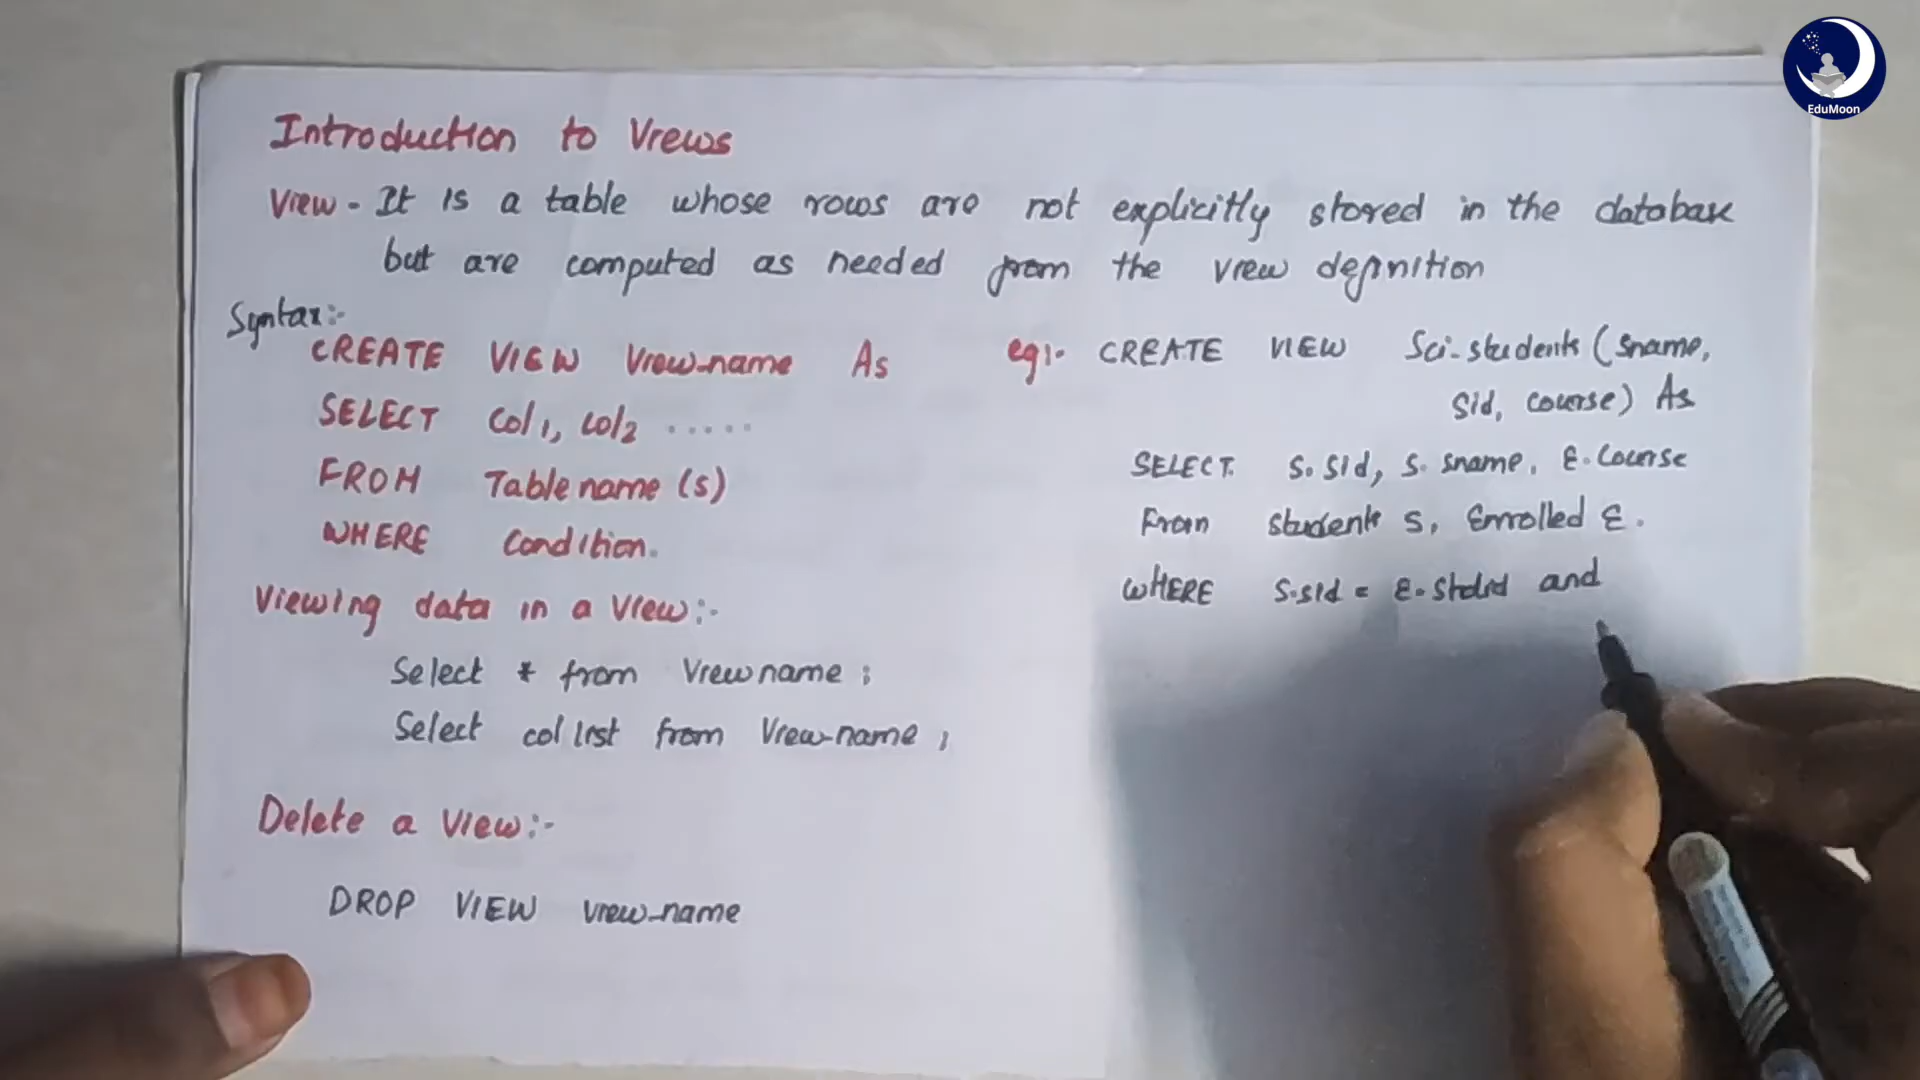 Introduction to Views
View - It is a table whose rows are not explicitly stored in the database
but are computed as needed from the view definition
Syntax:-
CREATE VIEW View-name As
SELECT Col1, Col2 .....
FROM Table name (s)
WHERE Condition.
Viewing data in a View:-
Select * from View name ;
Select col list from View-name ;
Delete a View:-
DROP VIEW view-name
eg:- CREATE VIEW Sci-students (Sname,
Sid, Course) As
SELECT. S.Sid, S. Sname, E.Course
From Students S, Enrolled E.
WHERE S.Sid = E.Stdid and
EduMoon